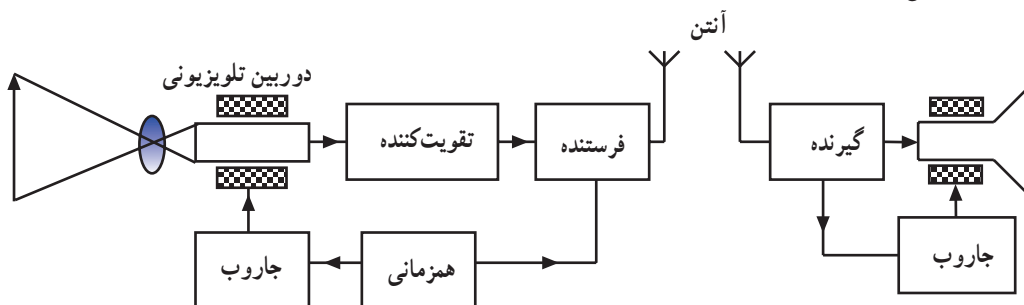 آنتن
دوربین تلویزیونی
تقویت‌کننده
فرستنده
گیرنده
جاروب
همزمانی
جاروب